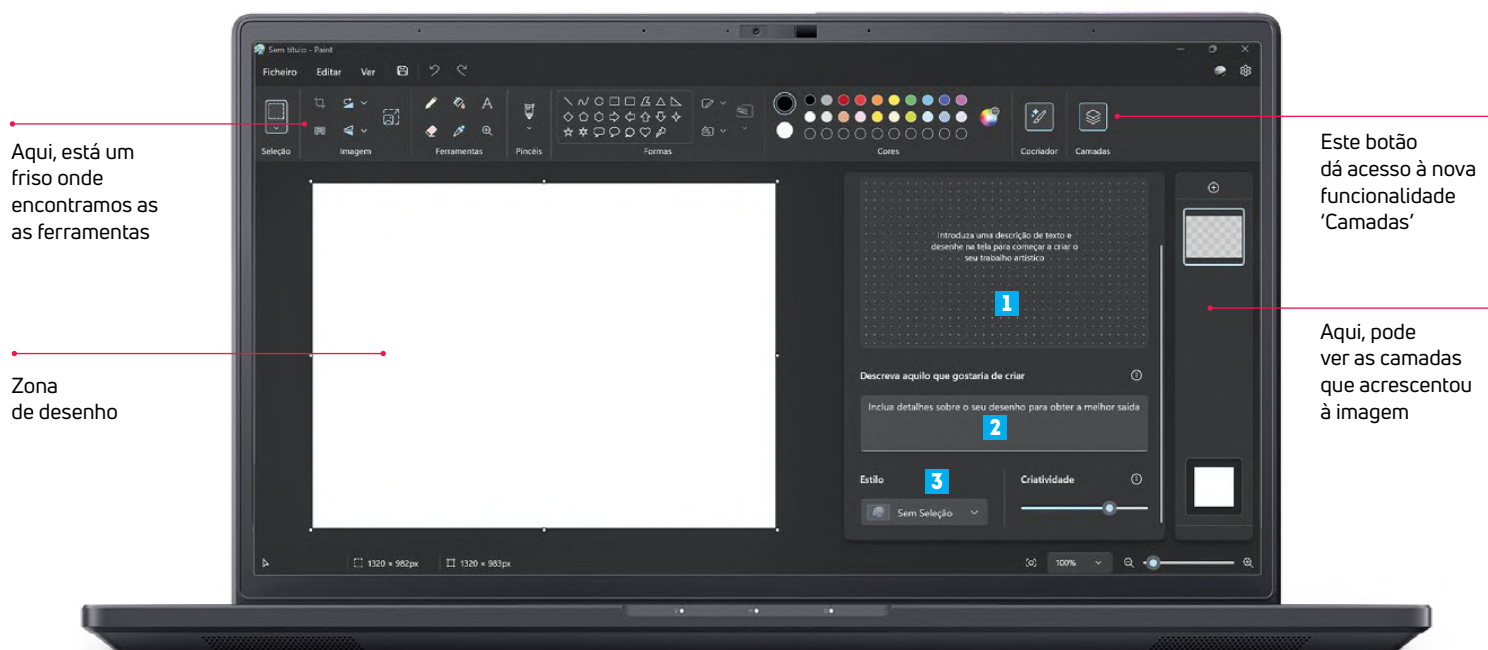 Sem título - Paint
Ficheiro Editar Ver
Seleção Imagem Ferramentas Pincéis Formas Cores Cocriador Camadas
A
Aqui, está um
friso onde
encontramos as
as ferramentas
Zona
de desenho
Introduza uma descrição de texto e
desenhe na tela para começar a criar o
seu trabalho artístico
1
Descreva aquilo que gostaria de criar
Inclua detalhes sobre o seu desenho para obter a melhor saída
2
Estilo
3
Criatividade
Sem Seleção
1320 × 982px
1320 × 983px
100%
Este botão
dá acesso à nova
funcionalidade
‘Camadas’
Aqui, pode
ver as camadas
que acrescentou
à imagem